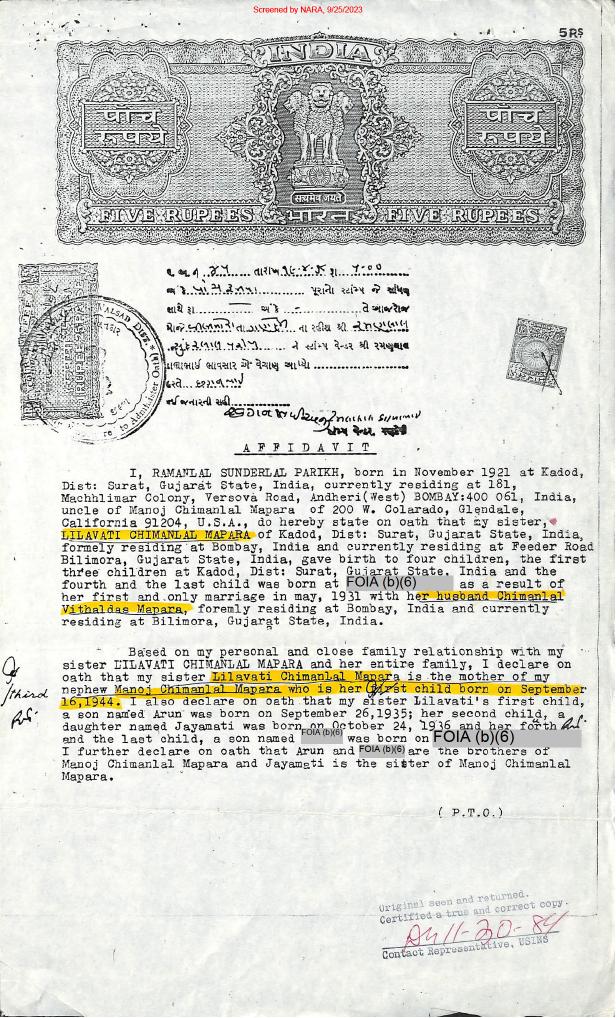 Screened by NARA, 9/25/2023
5 RS
INDIA
पाँच
रूपये
पाँच
रूपये
सत्यमेव जयते
FIVE RUPEES भारत FIVE RUPEES
તારીખ
પૂરાનો સ્ટાંપ જે સાંપણ
સાથે રૂા તે આજરોજ
ના રહીશ શ્રી
ને સ્ટાંપ વેન્ડર શ્રી રમણલાલ
વેચાણ આપ્યો
A F F I D A V I T
I, RAMANLAL SUNDERLAL PARIKH, born in November 1921 at Kadod,
Dist: Surat, Gujarat State, India, currently residing at 181,
Machhlimar Colony, Versova Road, Andheri(West) BOMBAY:400 061, India,
uncle of Manoj Chimanlal Mapara of 200 W. Colarado, Glendale,
California 91204, U.S.A., do hereby state on oath that my sister,
LILAVATI CHIMANLAL MAPARA of Kadod, Dist: Surat, Gujarat State, India,
formely residing at Bombay, India and currently residing at Feeder Road
Bilimora, Gujarat State, India, gave birth to four children, the first
three children at Kadod, Dist: Surat, Gujarat State, India and the
fourth and the last child was born at FOIA (b)(6) as a result of
her first and only marriage in may, 1931 with her husband Chimanlal
Vithaldas Mapara, foremly residing at Bombay, India and currently
residing at Bilimora, Gujarat State, India.
Based on my personal and close family relationship with my
sister LILAVATI CHIMANLAL MAPARA and her entire family, I declare on
oath that my sister Lilavati Chimanlal Mapara is the mother of my
nephew Manoj Chimanlal Mapara who is her first child born on September
third
16,1944. I also declare on oath that my sister Lilavati's first child,
a son named Arun was born on September 26,1935; her second child, a
daughter named Jayamati was born on October 24, 1936 and her forth
and the last child, a son named FOIA (b)(6) was born on FOIA (b)(6)
I further declare on oath that Arun and FOIA (b)(6) are the brothers of
Manoj Chimanlal Mapara and Jayamati is the sister of Manoj Chimanlal
Mapara.
( P.T.O.)
Original seen and returned.
Certified a true and correct copy.
11-20-84
Contact Representative, USINS